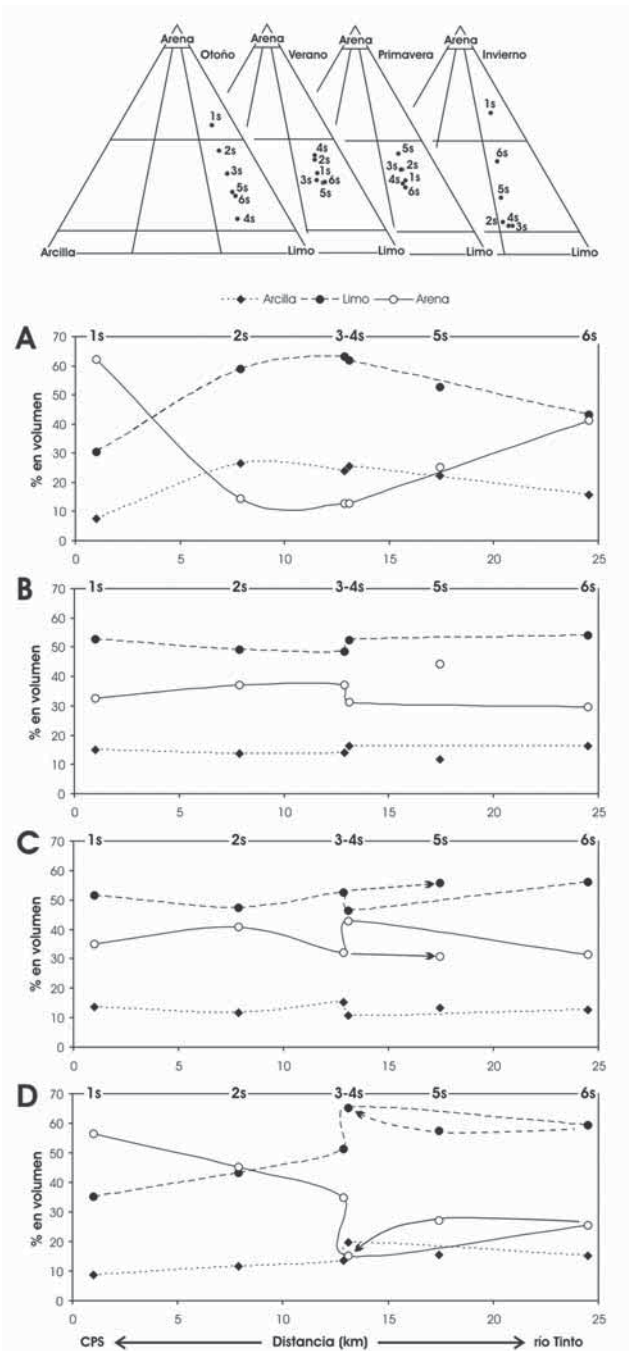 Arena Arena Arena Arena
Otoño Verano Primavera Invierno
1s
2s
3s
5s
6s
4s
4s
2s
1s
3s 6s
5s
5s
3s 2s
4s 1s
6s
1s
6s
5s
2s 4s
3s
Arcilla Limo Limo Limo Limo
Arcilla Limo Arena
A
1s 2s 3-4s 5s 6s
% en volumen
70
60
50
40
30
20
10
0
0 5 10 15 20 25
B
1s 2s 3-4s 5s 6s
% en volumen
70
60
50
40
30
20
10
0
0 5 10 15 20 25
C
1s 2s 3-4s 5s 6s
% en volumen
70
60
50
40
30
20
10
0
0 5 10 15 20 25
D
1s 2s 3-4s 5s 6s
% en volumen
70
60
50
40
30
20
10
0
0 5 10 15 20 25
CPS Distancia (km) río Tinto